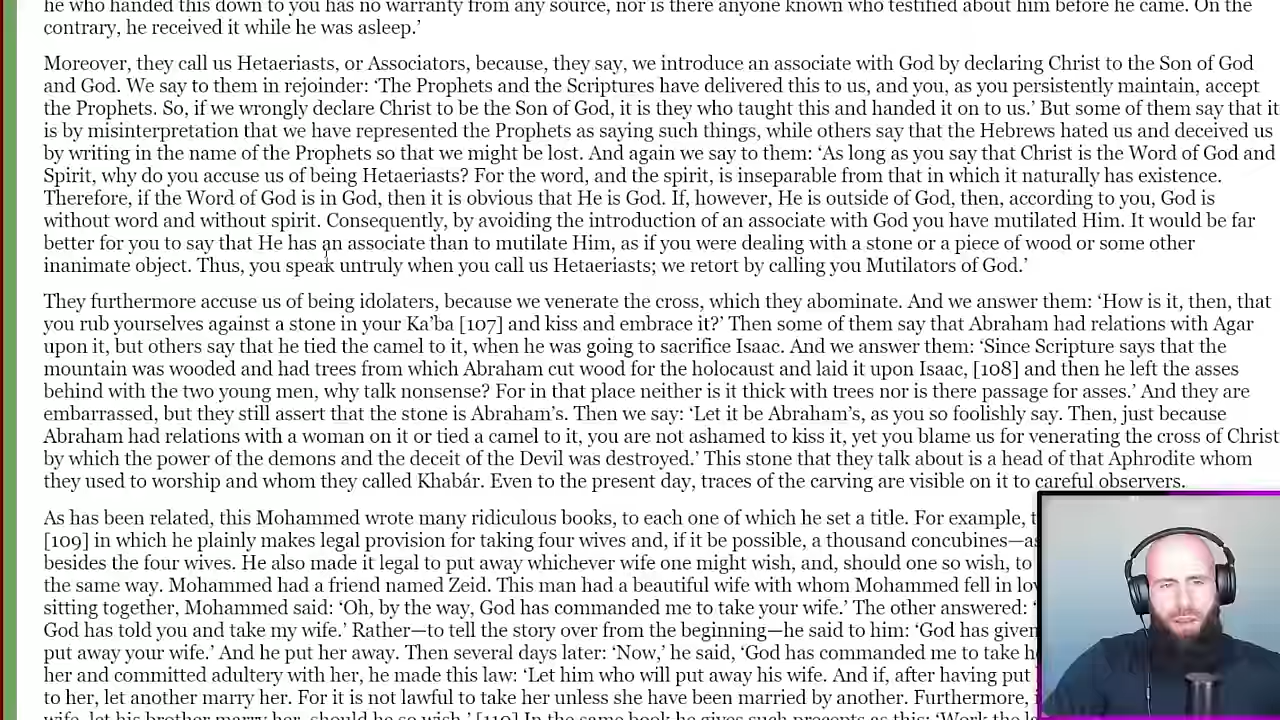 he who handed this down to you has no warranty from any source, nor is there anyone known who testified about him before he came. On the
contrary, he received it while he was asleep.’
Moreover, they call us Hetaeriasts, or Associators, because, they say, we introduce an associate with God by declaring Christ to the Son of God
and God. We say to them in rejoinder: ‘The Prophets and the Scriptures have delivered this to us, and you, as you persistently maintain, accept
the Prophets. So, if we wrongly declare Christ to be the Son of God, it is they who taught this and handed it on to us.’ But some of them say that it
is by misinterpretation that we have represented the Prophets as saying such things, while others say that the Hebrews hated us and deceived us
by writing in the name of the Prophets so that we might be lost. And again we say to them: ‘As long as you say that Christ is the Word of God and
Spirit, why do you accuse us of being Hetaeriasts? For the word, and the spirit, is inseparable from that in which it naturally has existence.
Therefore, if the Word of God is in God, then it is obvious that He is God. If, however, He is outside of God, then, according to you, God is
without word and without spirit. Consequently, by avoiding the introduction of an associate with God you have mutilated Him. It would be far
better for you to say that He has an associate than to mutilate Him, as if you were dealing with a stone or a piece of wood or some other
inanimate object. Thus, you speak untruly when you call us Hetaeriasts; we retort by calling you Mutilators of God.’
They furthermore accuse us of being idolaters, because we venerate the cross, which they abominate. And we answer them: ‘How is it, then, that
you rub yourselves against a stone in your Ka’ba [107] and kiss and embrace it?’ Then some of them say that Abraham had relations with Agar
upon it, but others say that he tied the camel to it, when he was going to sacrifice Isaac. And we answer them: ‘Since Scripture says that the
mountain was wooded and had trees from which Abraham cut wood for the holocaust and laid it upon Isaac, [108] and then he left the asses
behind with the two young men, why talk nonsense? For in that place neither is it thick with trees nor is there passage for asses.’ And they are
embarrassed, but they still assert that the stone is Abraham’s. Then we say: ‘Let it be Abraham’s, as you so foolishly say. Then, just because
Abraham had relations with a woman on it or tied a camel to it, you are not ashamed to kiss it, yet you blame us for venerating the cross of Christ
by which the power of the demons and the deceit of the Devil was destroyed.’ This stone that they talk about is a head of that Aphrodite whom
they used to worship and whom they called Khabár. Even to the present day, traces of the carving are visible on it to careful observers.
As has been related, this Mohammed wrote many ridiculous books, to each one of which he set a title. For example,
[109] in which he plainly makes legal provision for taking four wives and, if it be possible, a thousand concubines—
besides the four wives. He also made it legal to put away whichever wife one might wish, and, should one so wish, to
the same way. Mohammed had a friend named Zeid. This man had a beautiful wife with whom Mohammed fell in
sitting together, Mohammed said: ‘Oh, by the way, God has commanded me to take your wife.’ The other answered: ‘
God has told you and take my wife.’ Rather—to tell the story over from the beginning—he said to him: ‘God has given
put away your wife.’ And he put her away. Then several days later: ‘Now,’ he said, ‘God has commanded me to take
her and committed adultery with her, he made this law: ‘Let him who will put away his wife. And if, after having put
to her, let another marry her. For it is not lawful to take her unless she have been married by another. Furthermore,
wife, let his brother marry her, should he so wish.’ [110] In the same book he gives such precepts as this: ‘Work the